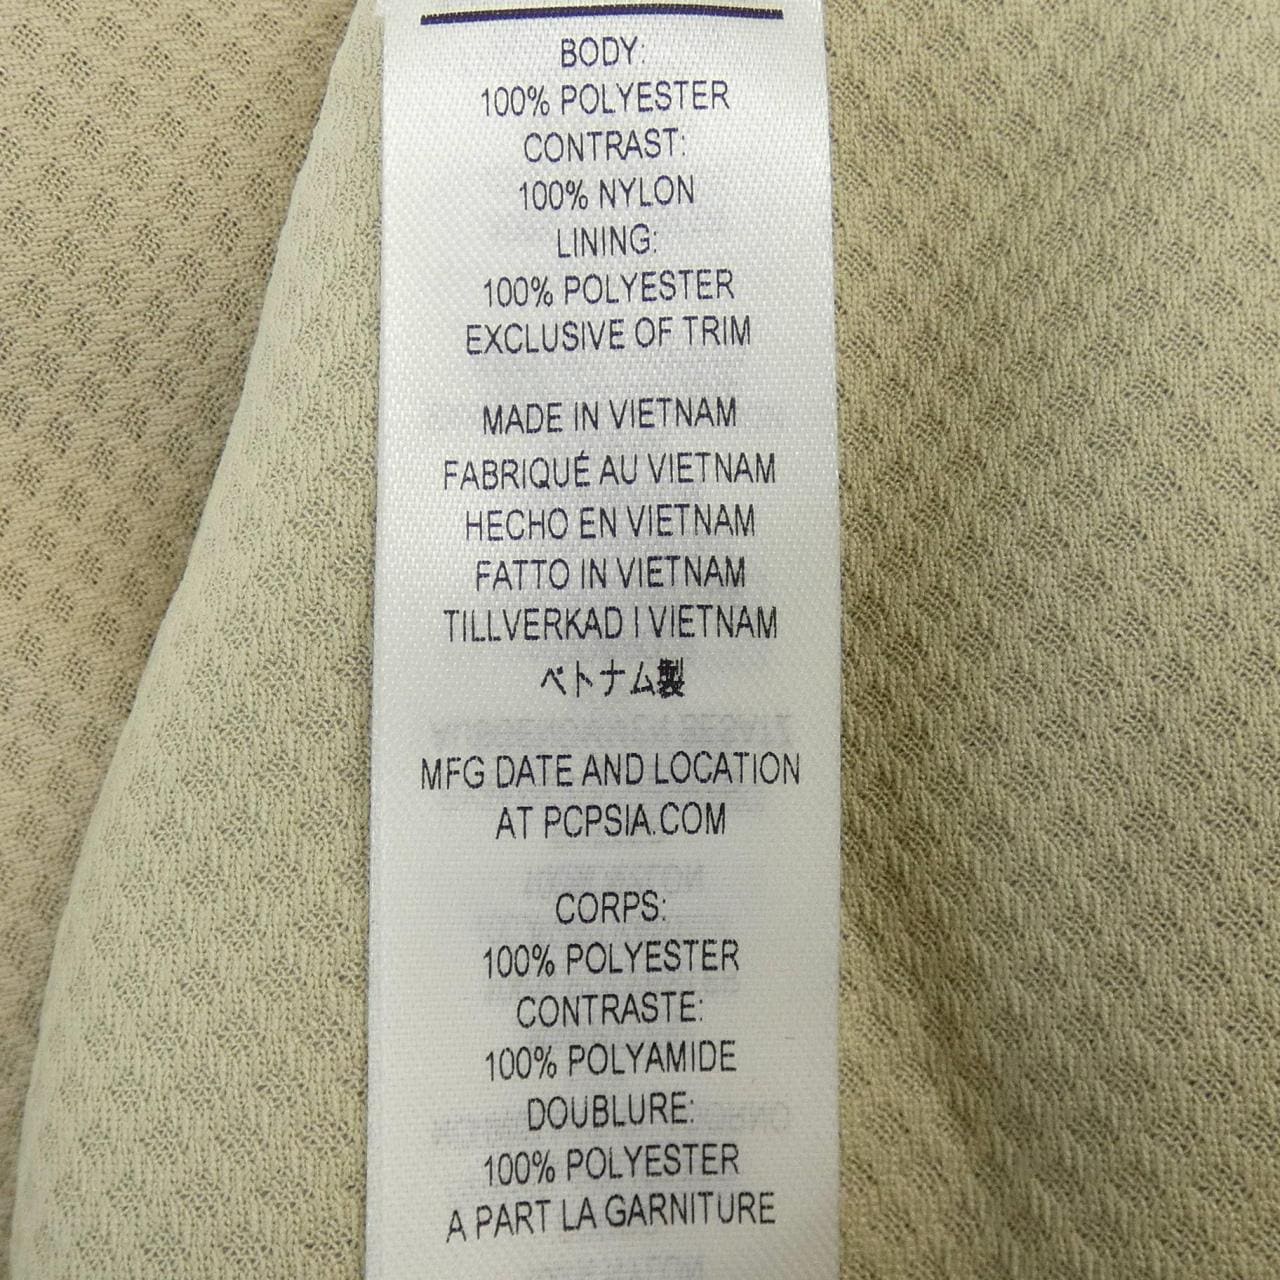 BODY:
100% POLYESTER
CONTRAST:
100% NYLON
LINING:
100% POLYESTER
EXCLUSIVE OF TRIM
MADE IN VIETNAM
FABRIQUÉ AU VIETNAM
HECHO EN VIETNAM
FATTO IN VIETNAM
TILLVERKAD I VIETNAM
ベトナム製
MFG DATE AND LOCATION
AT PCPSIA.COM
CORPS:
100% POLYESTER
CONTRASTE:
100% POLYAMIDE
DOUBLURE:
100% POLYESTER
A PART LA GARNITURE